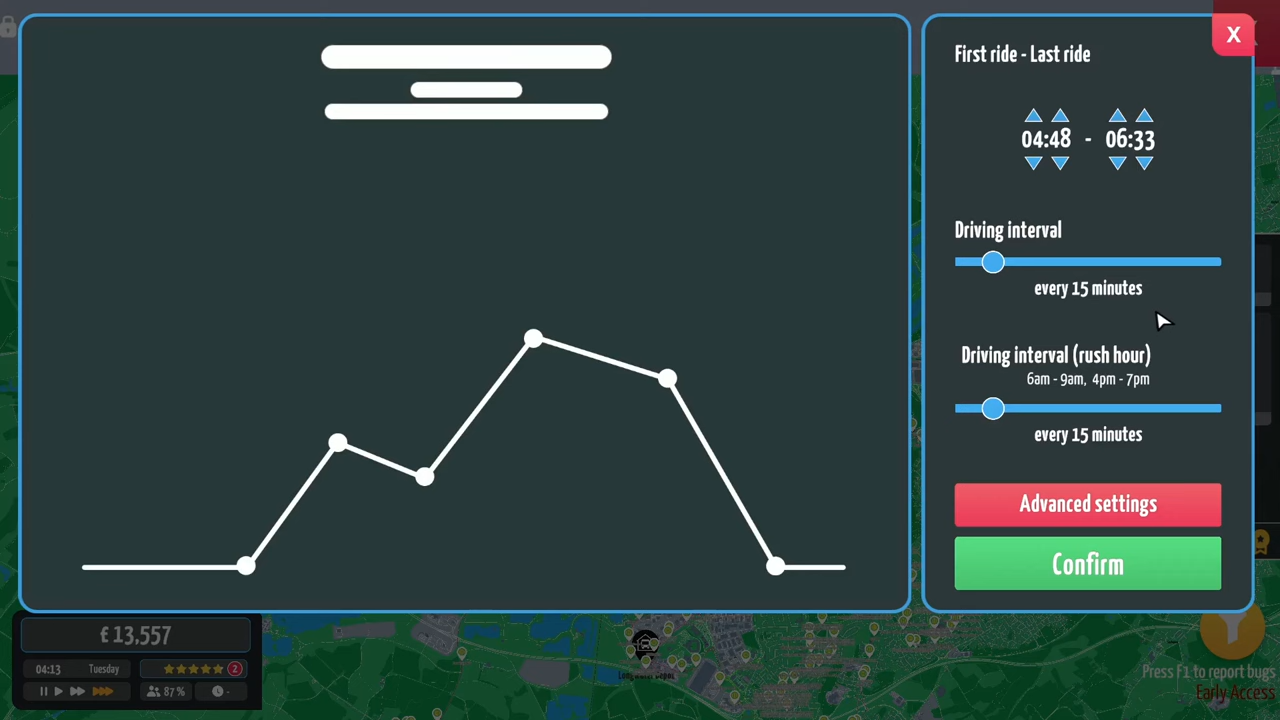 X
First ride - Last ride
04:48 - 06:33
Driving interval
every 15 minutes
Driving interval (rush hour)
6am - 9am, 4pm - 7pm
every 15 minutes
Advanced settings
Confirm
£ 13,557
04:13 Tuesday
2
87 %
-
Press F1 to report bugs
Early Access